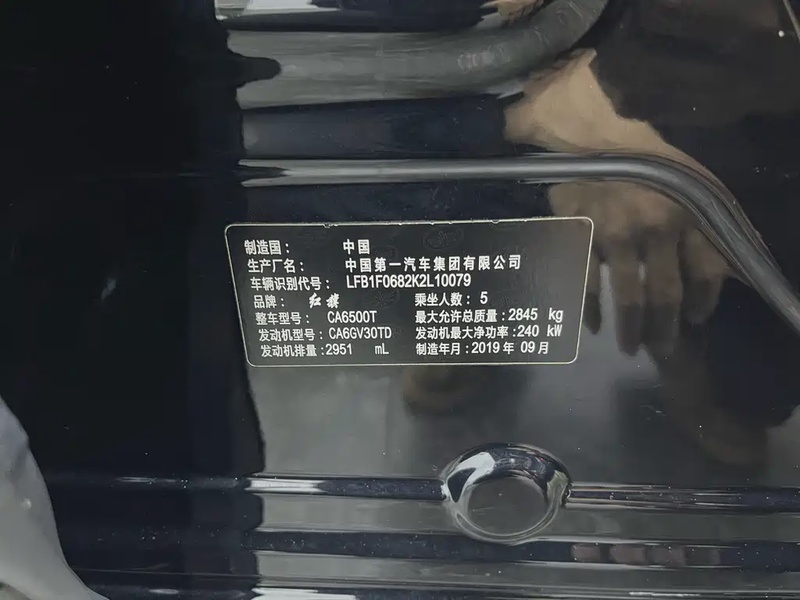 制造国： 中国
生产厂名： 中国第一汽车集团有限公司
车辆识别代号： LFB1F0682K2L10079
品牌： 红旗 乘坐人数： 5
整车型号： CA6500T 最大允许总质量： 2845 kg
发动机型号： CA6GV30TD 发动机最大净功率： 240 kW
发动机排量： 2951 mL 制造年月： 2019 年 09 月